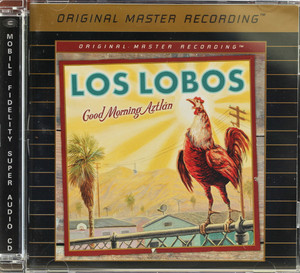 ORIGINAL MASTER RECORDING™
ORIGINAL MASTER RECORDING™
LOS LOBOS
Good Morning Aztlán
MOBILE FIDELITY SUPER AUDIO CD